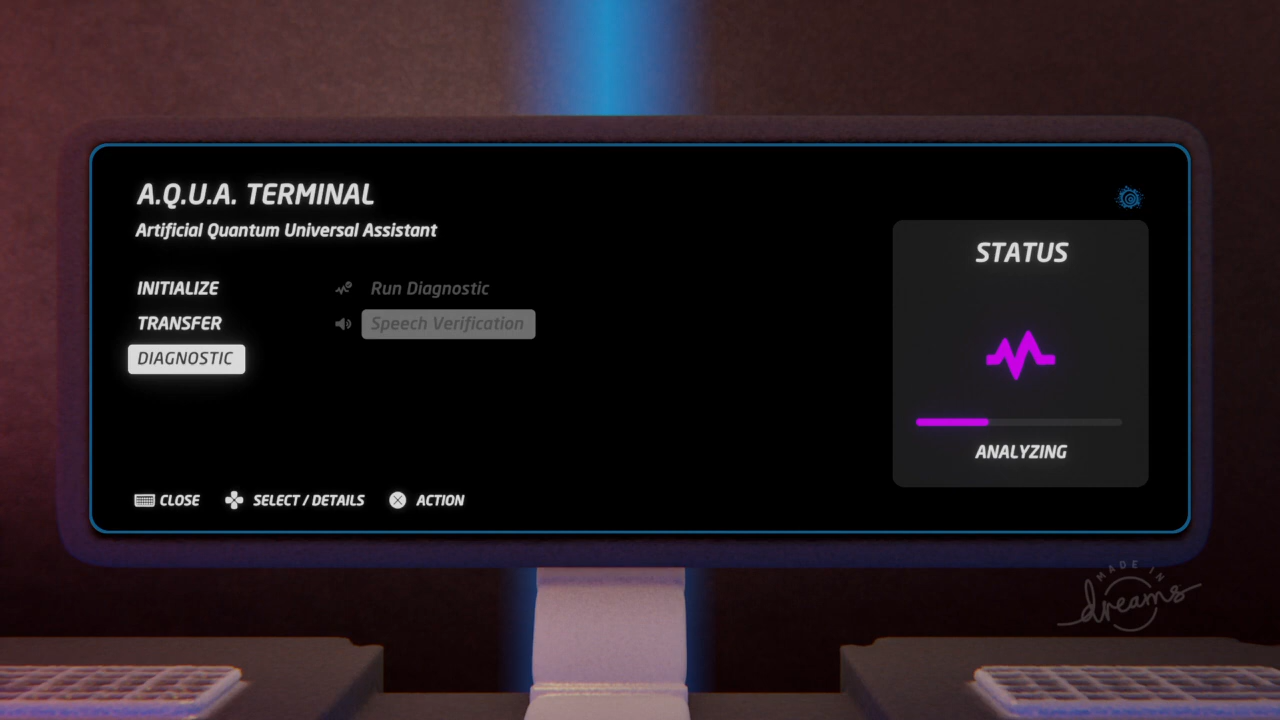 A.Q.U.A. TERMINAL
Artificial Quantum Universal Assistant
INITIALIZE
Run Diagnostic
TRANSFER
Speech Verification
DIAGNOSTIC
STATUS
ANALYZING
CLOSE SELECT / DETAILS ACTION
MADE IN
dreams